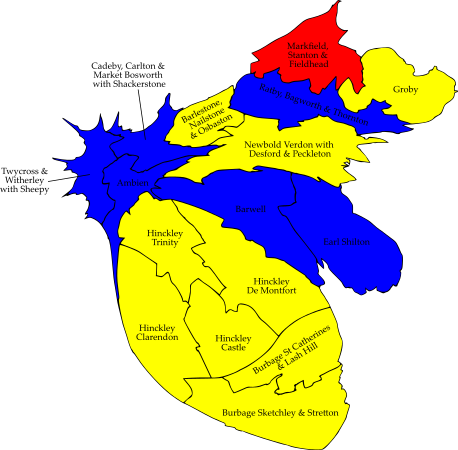 Markfield,
Stanton &
Fieldhead
Cadeby, Carlton &
Market Bosworth
with Shackerstone
Groby
Ratby, Bagworth & Thornton
Barlestone,
Nailstone
& Osbaston
Newbold Verdon with
Desford & Peckleton
Twycross &
Witherley
with Sheepy
Ambien
Barwell
Earl Shilton
Hinckley
Trinity
Hinckley
De Montfort
Hinckley
Clarendon
Hinckley
Castle
Burbage St Catherines
& Lash Hill
Burbage Sketchley & Stretton